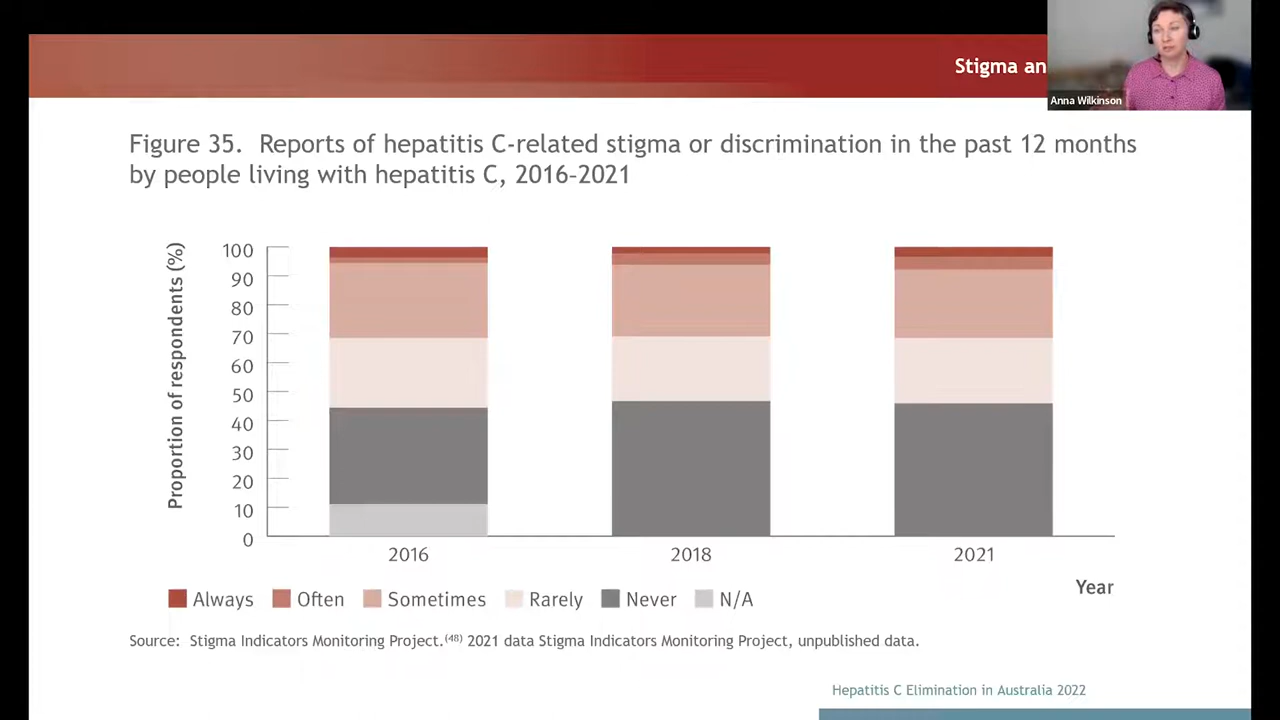 Stigma an
Anna Wilkinson
Figure 35. Reports of hepatitis C-related stigma or discrimination in the past 12 months
by people living with hepatitis C, 2016–2021
Proportion of respondents (%)
100
90
80
70
60
50
40
30
20
10
0
2016 2018 2021
Year
Always Often Sometimes Rarely Never N/A
Source: Stigma Indicators Monitoring Project.(48) 2021 data Stigma Indicators Monitoring Project, unpublished data.
Hepatitis C Elimination in Australia 2022